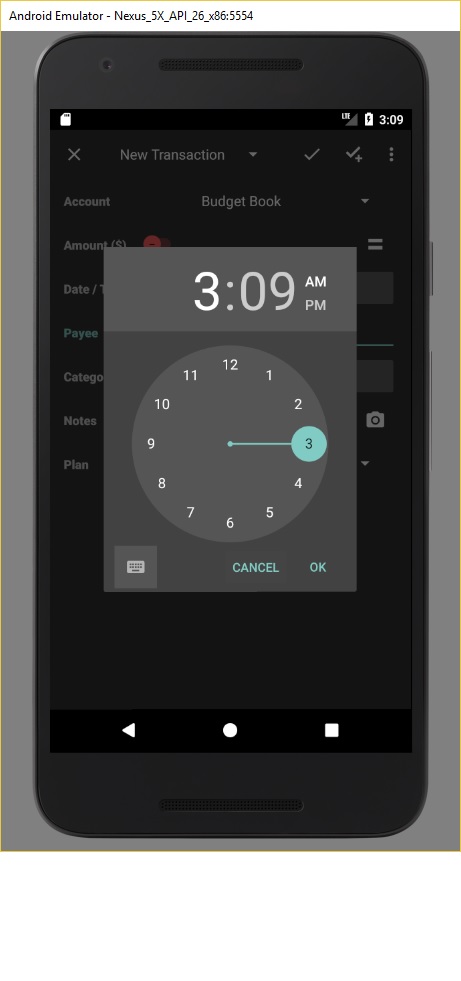 Android Emulator - Nexus_5X_API_26_x86:5554
LTE 3:09
New Transaction
Account Budget Book
Amount ($)
Date / T
Payee
Catego
Notes
Plan
3:09 AM
PM
12
11 1
10 2
9 3
8 4
7 5
6
CANCEL OK